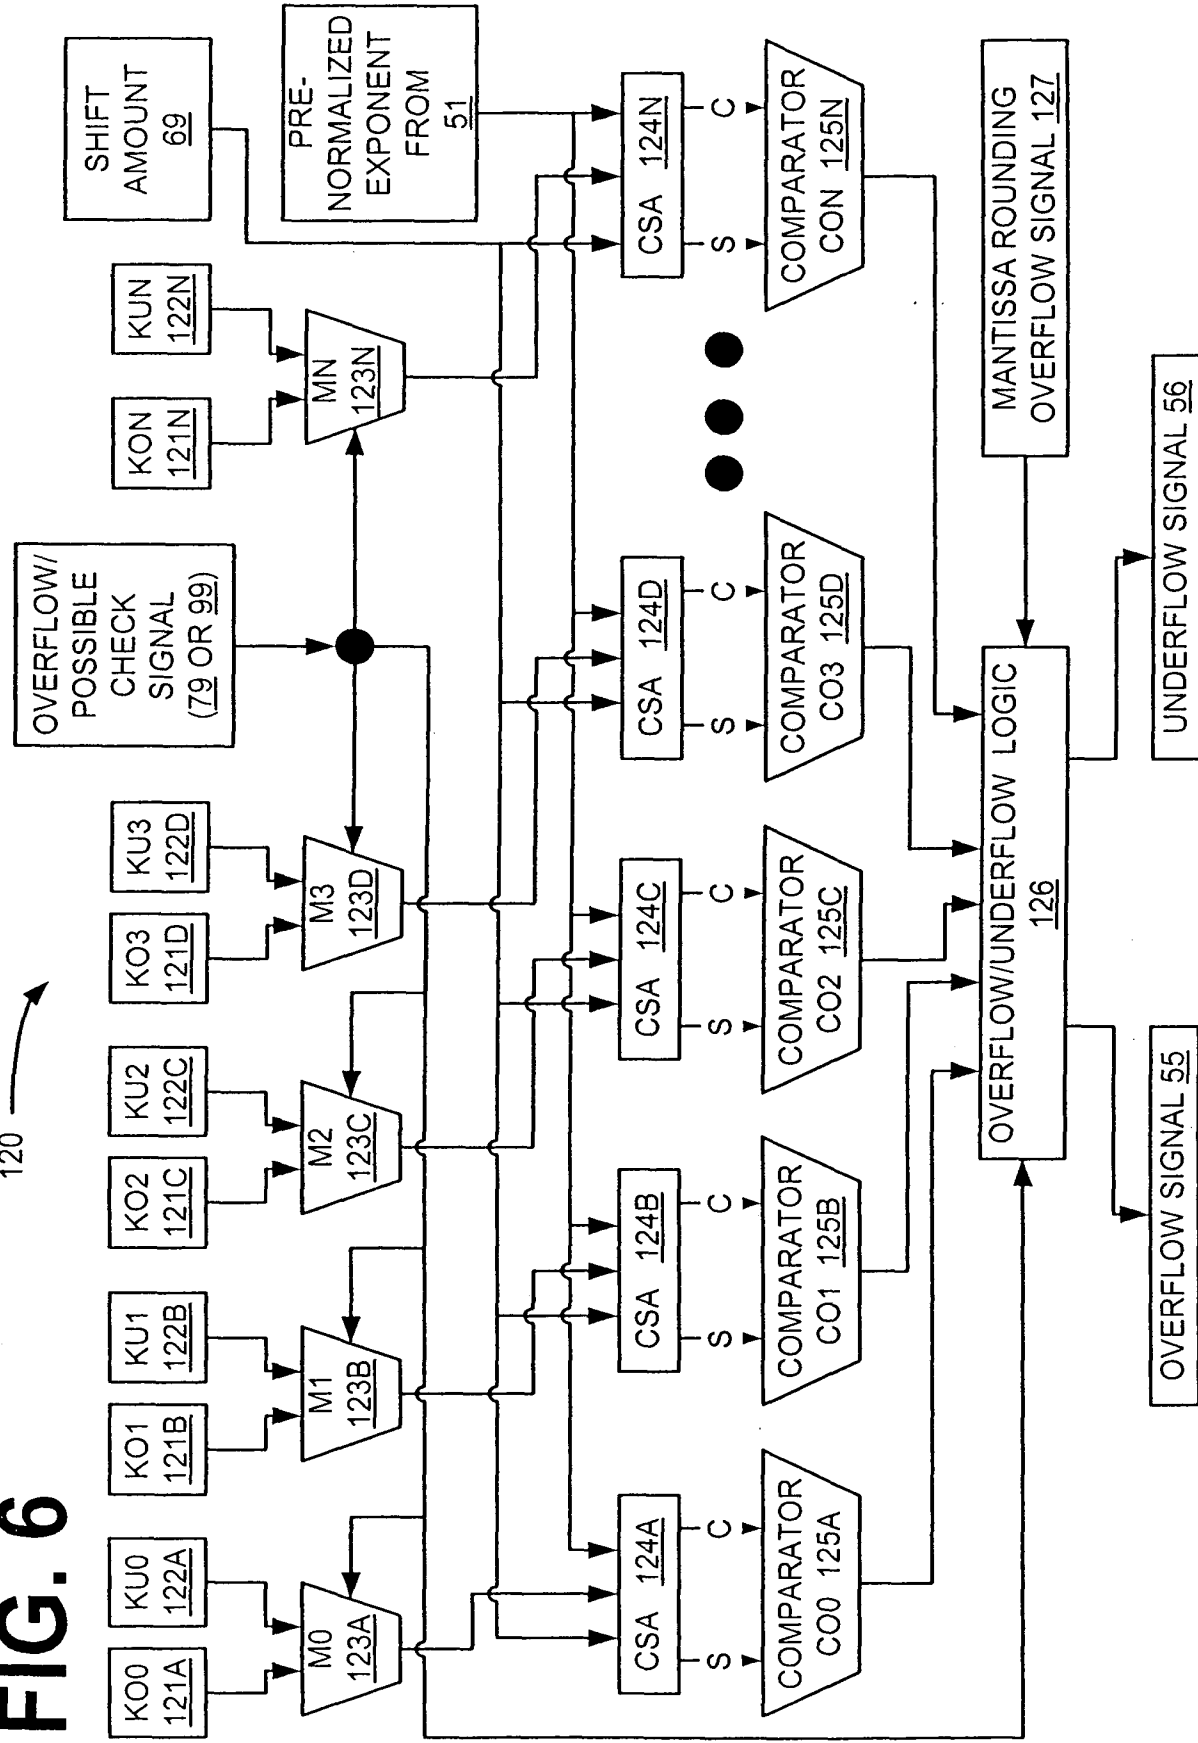 FIG. 6
120
KO0
121A
KU0
122A
KO1
121B
KU1
122B
KO2
121C
KU2
122C
KO3
121D
KU3
122D
OVERFLOW/
POSSIBLE
CHECK
SIGNAL
(79 OR 99)
KON
121N
KUN
122N
SHIFT
AMOUNT
69
M0
123A
M1
123B
M2
123C
M3
123D
MN
123N
PRE-
NORMALIZED
EXPONENT
FROM
51
CSA 124A
CSA 124B
CSA 124C
CSA 124D
CSA 124N
S C
S C
S C
S C
S C
COMPARATOR
CO0 125A
COMPARATOR
CO1 125B
COMPARATOR
CO2 125C
COMPARATOR
CO3 125D
COMPARATOR
CON 125N
OVERFLOW/UNDERFLOW LOGIC
126
MANTISSA ROUNDING
OVERFLOW SIGNAL 127
OVERFLOW SIGNAL 55
UNDERFLOW SIGNAL 56